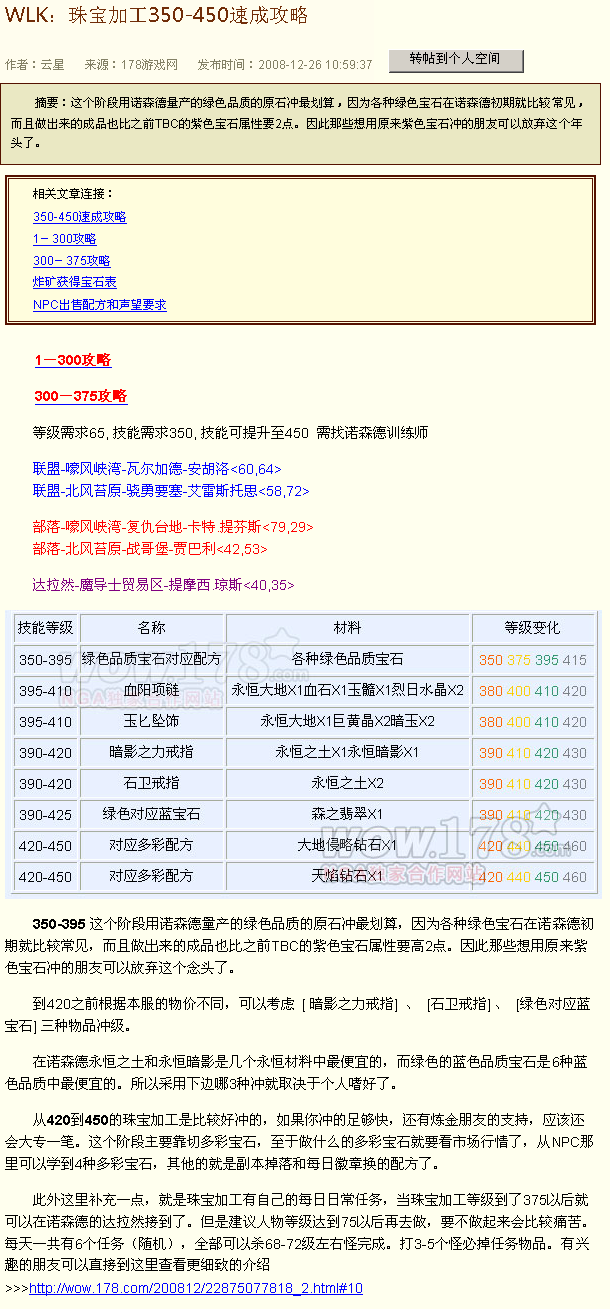 WLK：珠宝加工350-450速成攻略
作者：云星 来源：178游戏网 发布时间：2008-12-26 10:59:37 转帖到个人空间
摘要：这个阶段用诺森德量产的绿色品质的原石冲最划算，因为各种绿色宝石在诺森德初期就比较常见，
而且做出来的成品也比之前TBC的紫色宝石属性要2点。因此那些想用原来紫色宝石冲的朋友可以放弃这个年
头了。
相关文章连接：
350-450速成攻略
1－300攻略
300－375攻略
炸矿获得宝石表
NPC出售配方和声望要求
1－300攻略
300－375攻略
等级需求65, 技能需求350, 技能可提升至450 需找诺森德训练师
联盟-嚎风峡湾-瓦尔加德-安胡洛<60,64>
联盟-北风苔原-骁勇要塞-艾雷斯托思<58,72>
部落-嚎风峡湾-复仇台地-卡特.提芬斯<79,29>
部落-北风苔原-战哥堡-贾巴利<42,53>
达拉然-魔导士贸易区-提摩西.琼斯<40,35>
技能等级 名称 材料 等级变化
350-395 绿色品质宝石对应配方 各种绿色品质宝石 350 375 395 415
395-410 血阳项链 永恒大地X1血石X1玉髓X1烈日水晶X2 380 400 410 420
395-410 玉匕坠饰 永恒大地X1巨黄晶X2暗玉X2 380 400 410 420
390-420 暗影之力戒指 永恒之土X1永恒暗影X1 390 410 420 430
390-420 石卫戒指 永恒之土X2 390 410 420 430
390-425 绿色对应蓝宝石 森之翡翠X1 390 410 420 430
420-450 对应多彩配方 大地侵略钻石X1 420 440 450 460
420-450 对应多彩配方 天焰钻石X1 420 440 450 460
wow178.com
NGA独家合作网站
wow178.com
NGA独家合作网站
350-395 这个阶段用诺森德量产的绿色品质的原石冲最划算，因为各种绿色宝石在诺森德初
期就比较常见，而且做出来的成品也比之前TBC的紫色宝石属性要高2点。因此那些想用原来紫
色宝石冲的朋友可以放弃这个念头了。
到420之前根据本服的物价不同，可以考虑 [ 暗影之力戒指] 、 [石卫戒指] 、 [绿色对应蓝
宝石] 三种物品冲级。
在诺森德永恒之土和永恒暗影是几个永恒材料中最便宜的，而绿色的蓝色品质宝石是6种蓝
色品质中最便宜的。所以采用下边哪3种冲就取决于个人嗜好了。
从420到450的珠宝加工是比较好冲的，如果你冲的足够快，还有炼金朋友的支持，应该还
会大专一笔。这个阶段主要靠切多彩宝石，至于做什么的多彩宝石就要看市场行情了，从NPC那
里可以学到4种多彩宝石，其他的就是副本掉落和每日徽章换的配方了。
此外这里补充一点，就是珠宝加工有自己的每日日常任务，当珠宝加工等级到了375以后就
可以在诺森德的达拉然接到了。但是建议人物等级达到75以后再去做，要不做起来会比较痛苦。
每天一共有6个任务（随机），全部可以杀68-72级左右怪完成。打3-5个怪必掉任务物品。有兴
趣的朋友可以直接到这里查看更细致的介绍
>>>http://wow.178.com/200812/22875077818_2.html#10